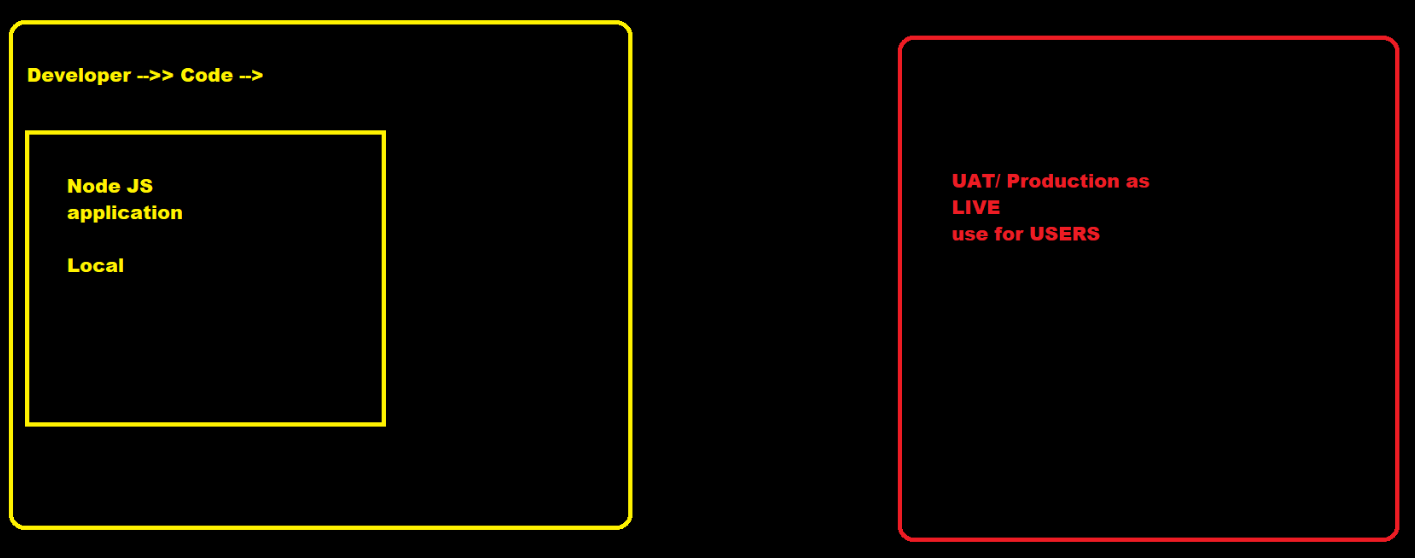 Developer -->> Code -->
Node JS
application
Local
UAT/ Production as
LIVE
use for USERS